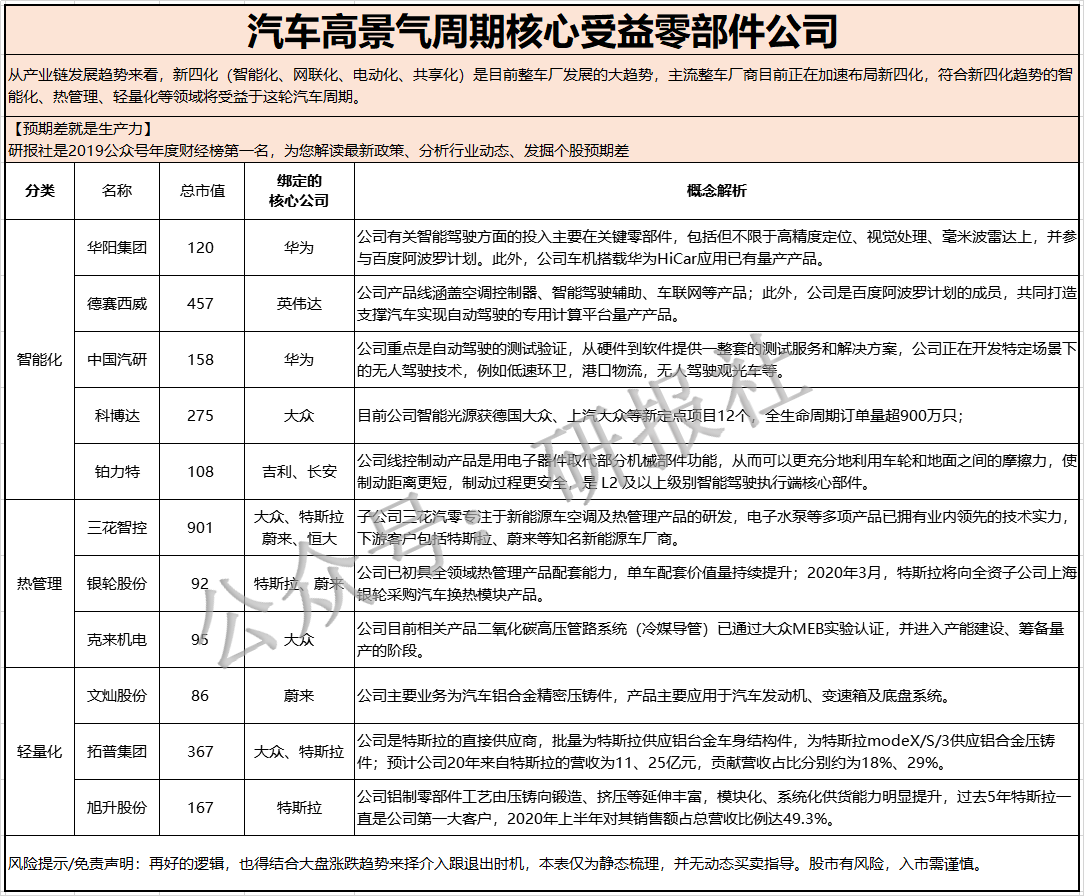 汽车高景气周期核心受益零部件公司
从产业链发展趋势来看，新四化（智能化、网联化、电动化、共享化）是目前整车厂发展的大趋势，主流整车厂商目前正在加速布局新四化，符合新四化趋势的智
能化、热管理、轻量化等领域将受益于这轮汽车周期。
【预期差就是生产力】
研报社是2019公众号年度财经榜第一名，为您解读最新政策、分析行业动态、发掘个股预期差
分类 名称 总市值 绑定的 概念解析
核心公司
智能化
华阳集团 120 华为
公司有关智能驾驶方面的投入主要在关键零部件，包括但不限于高精度定位、视觉处理、毫米波雷达上，并参
与百度阿波罗计划。此外，公司车机搭载华为HiCar应用已有量产产品。
德赛西威 457 英伟达
公司产品线涵盖空调控制器、智能驾驶辅助、车联网等产品；此外，公司是百度阿波罗计划的成员，共同打造
支撑汽车实现自动驾驶的专用计算平台量产产品。
中国汽研 158 华为
公司重点是自动驾驶的测试验证，从硬件到软件提供一整套的测试服务和解决方案，公司正在开发特定场景下
的无人驾驶技术，例如低速环卫，港口物流，无人驾驶观光车等。
科博达 275 大众
目前公司智能光源获德国大众、上汽大众等新定点项目12个，全生命周期订单量超900万只；
铂力特 108 吉利、长安
公司线控制动产品是用电子器件取代部分机械部件功能，从而可以更充分地利用车轮和地面之间的摩擦力，使
制动距离更短，制动过程更安全，是 L2 及以上级别智能驾驶执行端核心部件。
热管理
三花智控 901 大众、特斯拉
蔚来、恒大
子公司三花汽零专注于新能源车空调及热管理产品的研发，电子水泵等多项产品已拥有业内领先的技术实力，
下游客户包括特斯拉、蔚来等知名新能源车厂商。
银轮股份 92 特斯拉、蔚来
公司已初具全领域热管理产品配套能力，单车配套价值量持续提升；2020年3月，特斯拉将向全资子公司上海
银轮采购汽车换热模块产品。
克来机电 95 大众
公司目前相关产品二氧化碳高压管路系统（冷媒导管）已通过大众MEB实验认证，并进入产能建设、筹备量
产的阶段。
轻量化
文灿股份 86 蔚来
公司主要业务为汽车铝合金精密压铸件，产品主要应用于汽车发动机、变速箱及底盘系统。
拓普集团 367 大众、特斯拉
公司是特斯拉的直接供应商，批量为特斯拉供应铝台金车身结构件，为特斯拉modeX/S/3供应铝合金压铸
件；预计公司20年来自特斯拉的营收为11、25亿元，贡献营收占比分别约为18%、29%。
旭升股份 167 特斯拉
公司铝制零部件工艺由压铸向锻造、挤压等延伸丰富，模块化、系统化供货能力明显提升，过去5年特斯拉一
直是公司第一大客户，2020年上半年对其销售额占总营收比例达49.3%。
风险提示/免责声明：再好的逻辑，也得结合大盘涨跌趋势来择介入跟退出时机，本表仅为静态梳理，并无动态买卖指导。股市有风险，入市需谨慎。
公众号：研报社